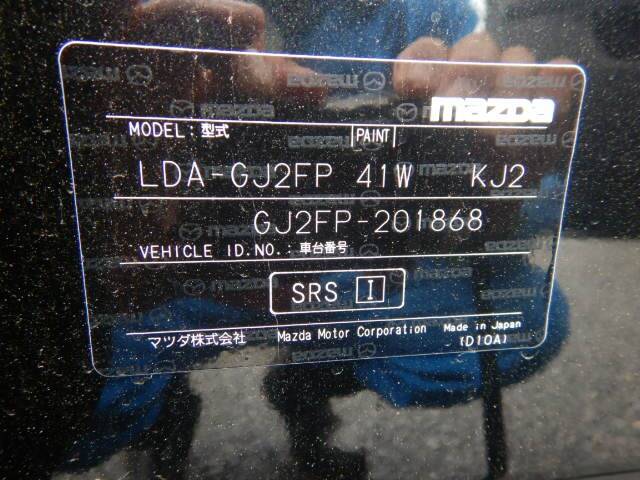 mazda
MODEL : 型式 PAINT
LDA-GJ2FP 41W KJ2
GJ2FP-201868
VEHICLE ID.NO.: 車台番号
SRS I
マツダ株式会社 Mazda Motor Corporation Made in Japan
(D10A)